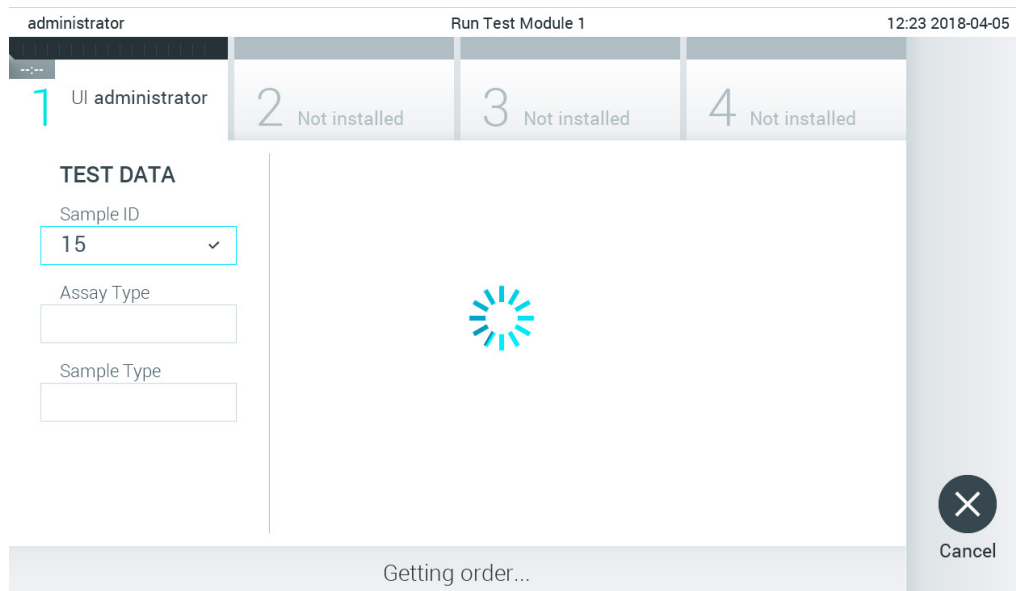 administrator Run Test Module 1 12:23 2018-04-05
--:--
1 UI administrator 2 Not installed 3 Not installed 4 Not installed
TEST DATA
Sample ID
15
Assay Type
Sample Type
Cancel
Getting order...